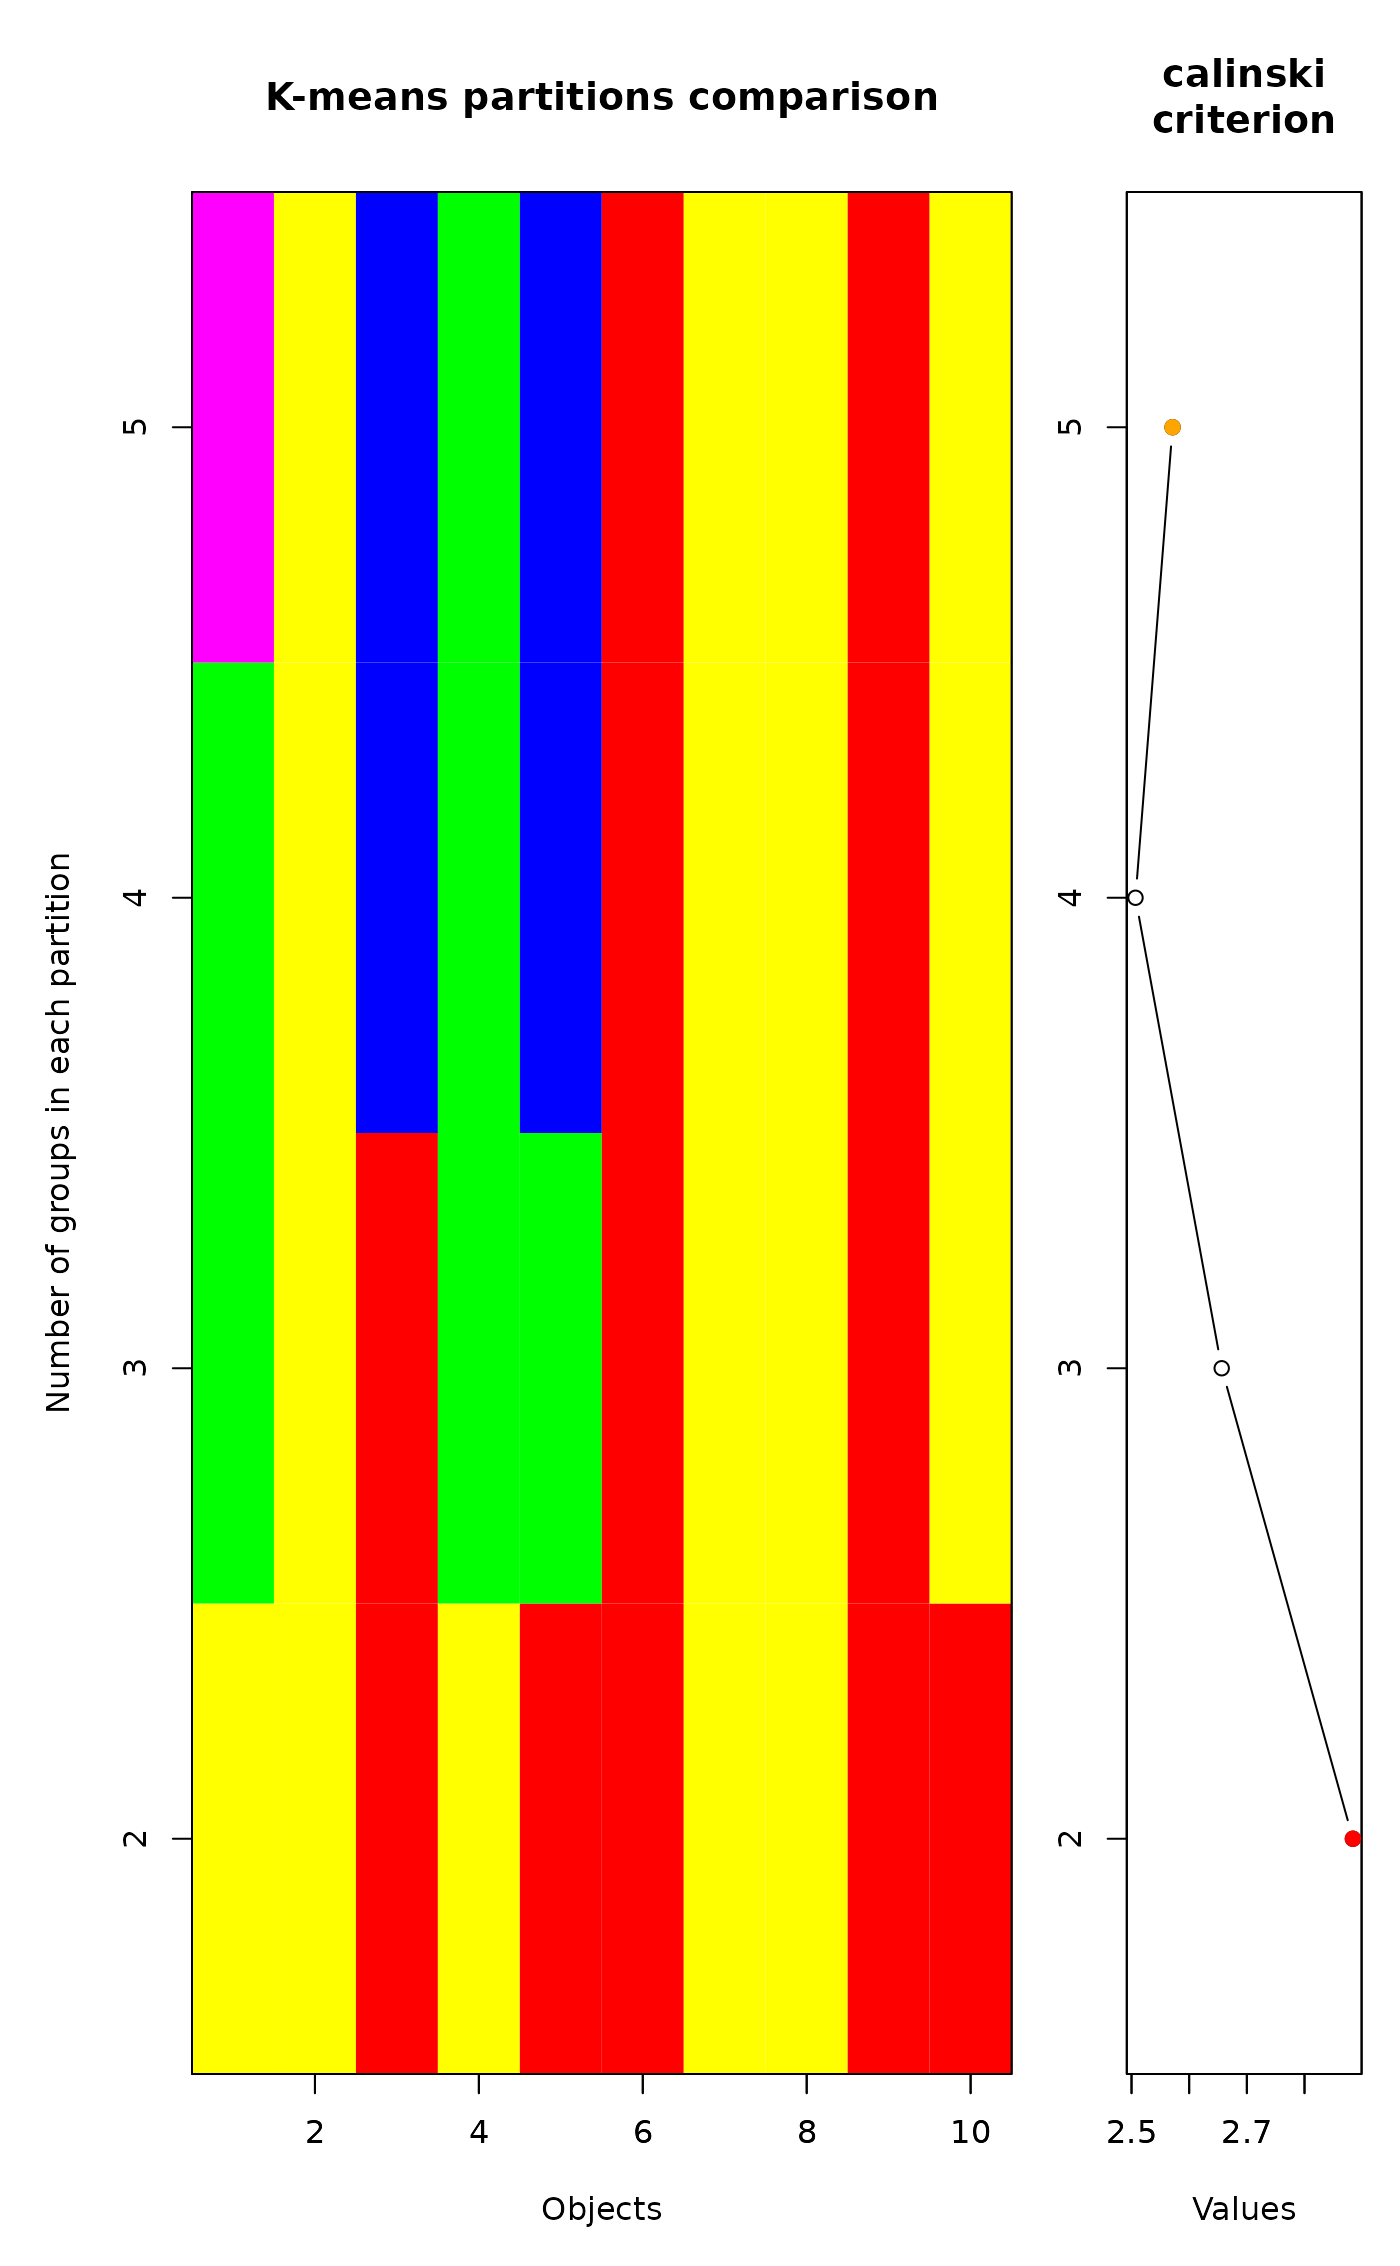 K-means partitions comparison
calinski
criterion
Number of groups in each partition
5
4
3
2
2 4 6 8 10
Objects
5
4
3
2
2.5 2.7
Values